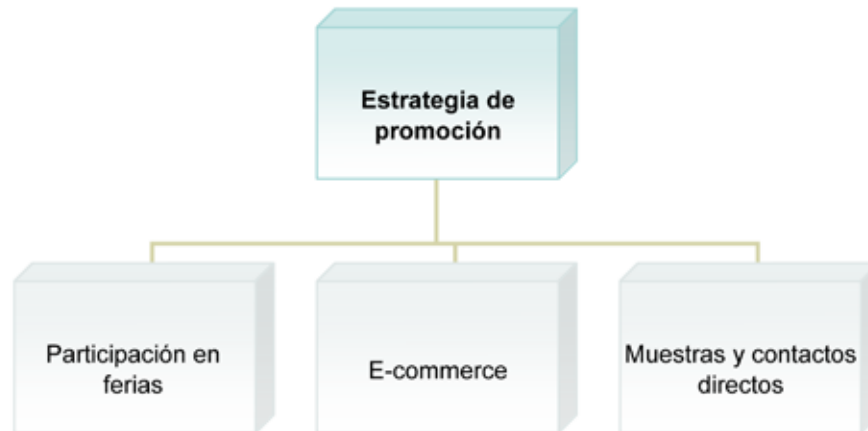 Estrategia de
promoción
Participación en
ferias
E-commerce
Muestras y contactos
directos